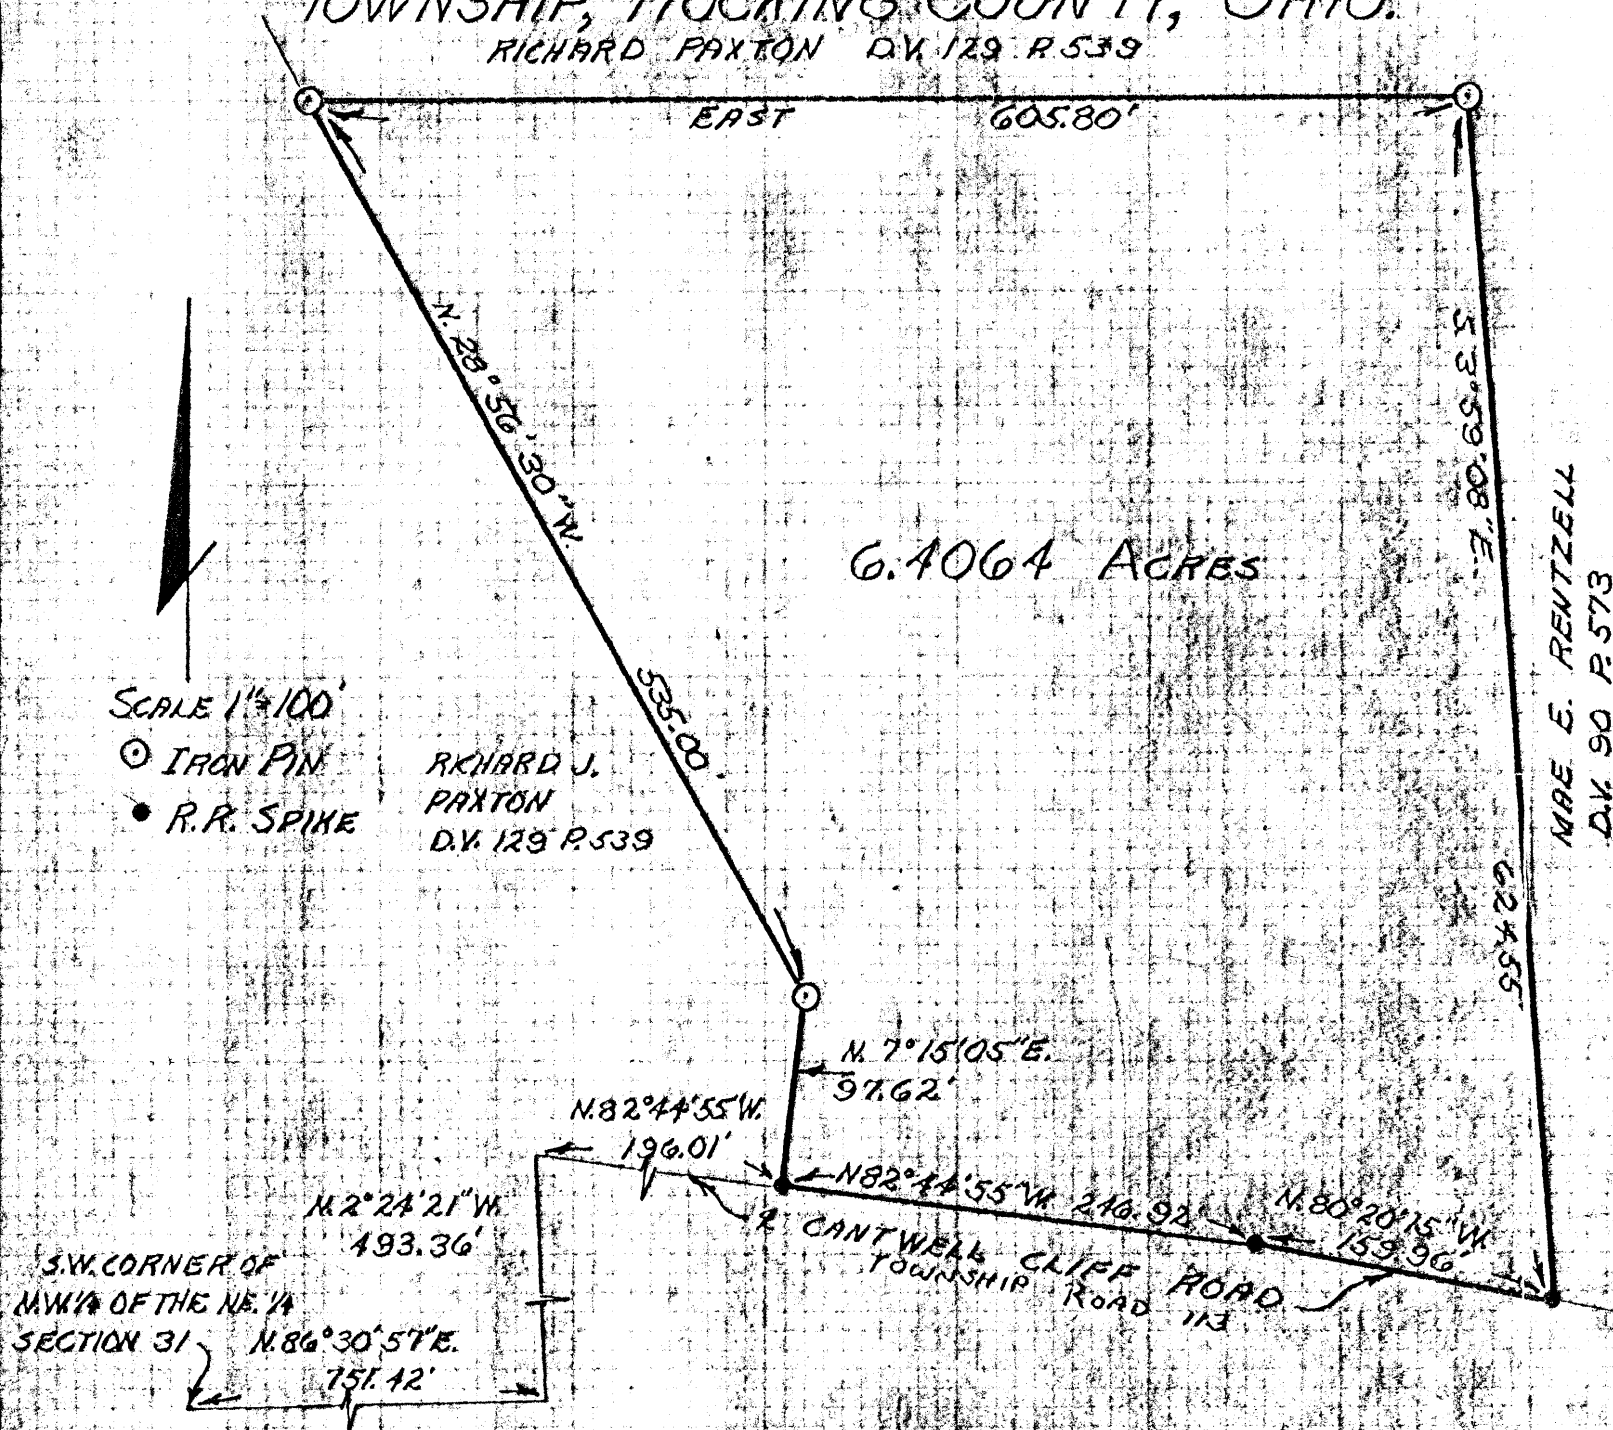 TOWNSHIP, HOCKING COUNTY, OHIO.
RICHARD PAXTON D.V. 129 P. 539
EAST 605.80'
N. 28° 56' 30" W.
535.00
S 3° 59' 08" E.
624.55
MAE E. RENTZELL
D.V. 90 P. 573
6.4064 ACRES
SCALE 1"=100'
IRON PIN
R.R. SPIKE
RICHARD J.
PAXTON
D.V. 129 P. 539
N. 7° 15' 05" E.
97.62'
N. 82° 44' 55" W.
196.01'
N 82° 44' 55" W. 246.92'
N. 80° 20' 15" W.
159.96'
CANTWELL CLIFF ROAD
TOWNSHIP ROAD 113
N. 2° 24' 21" W.
493.36'
S.W. CORNER OF
N.W. 1/4 OF THE NE. 1/4
SECTION 31
N. 86° 30' 57" E.
751.42'